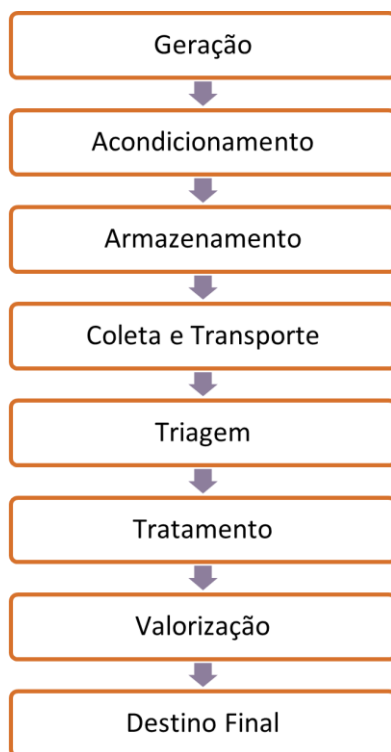 Geração
Acondicionamento
Armazenamento
Coleta e Transporte
Triagem
Tratamento
Valorização
Destino Final